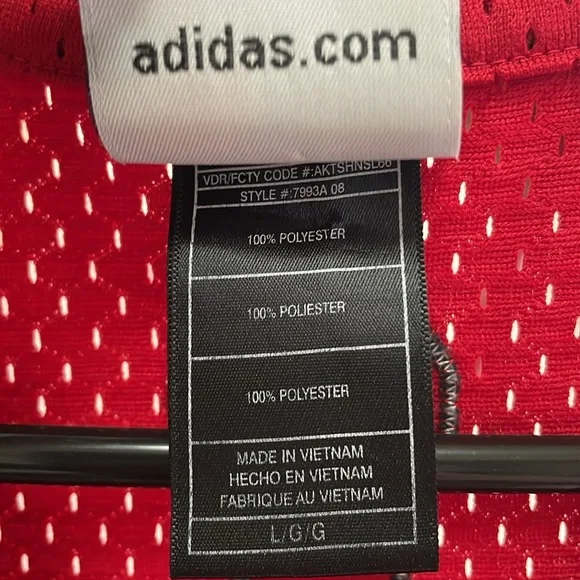 adidas.com
VDR/FCTY CODE #:AKTSHNSL66
STYLE #:7993A 08
100% POLYESTER
100% POLIESTER
100% POLYESTER
MADE IN VIETNAM
HECHO EN VIETNAM
FABRIQUE AU VIETNAM
L/G/G